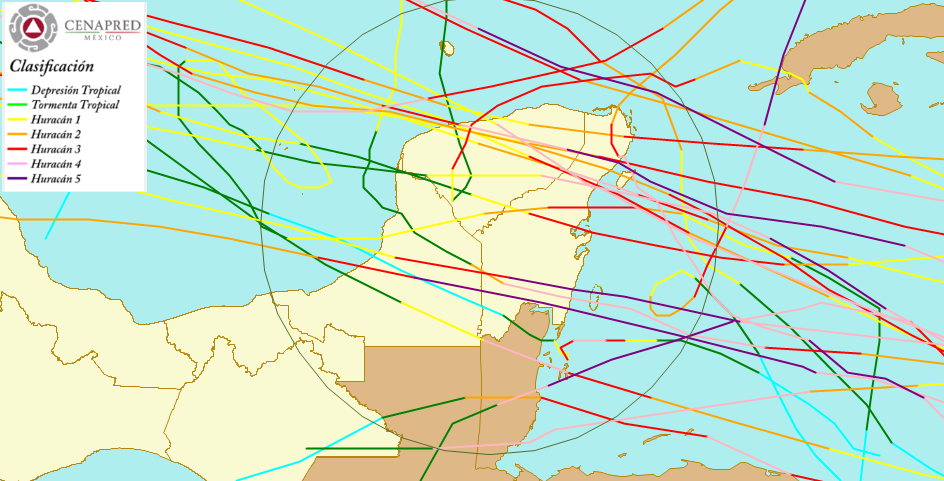 CENAPRED
MÉXICO
Clasificación
Depresión Tropical
Tormenta Tropical
Huracán 1
Huracán 2
Huracán 3
Huracán 4
Huracán 5